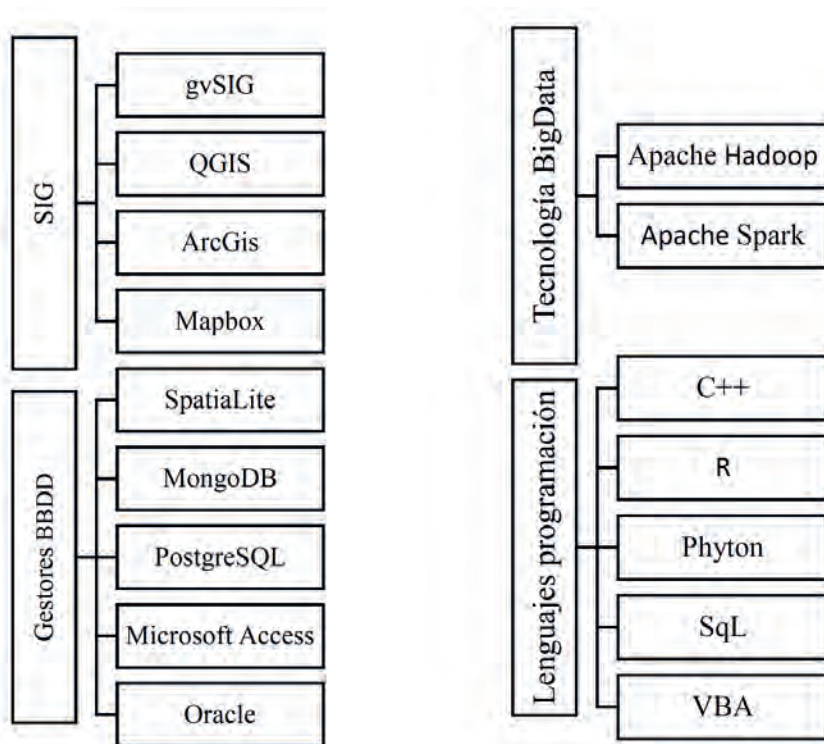 SIG
gvSIG
QGIS
ArcGis
Mapbox
Gestores BBDD
SpatiaLite
MongoDB
PostgreSQL
Microsoft Access
Oracle
Tecnología BigData
Apache Hadoop
Apache Spark
Lenguajes programación
C++
R
Phyton
SqL
VBA